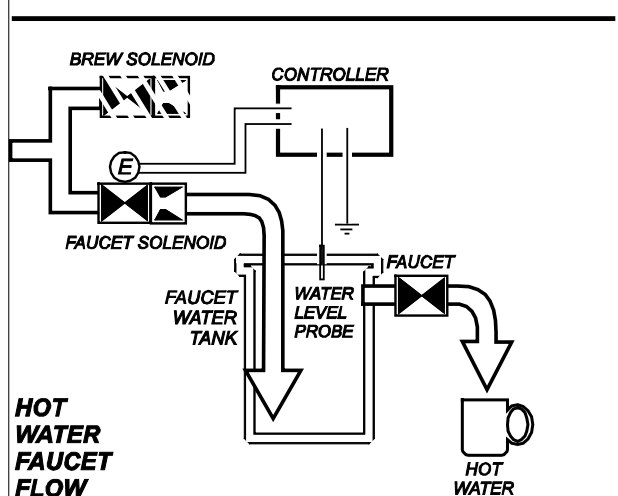 BREW SOLENOID
CONTROLLER
E
FAUCET SOLENOID
FAUCET
FAUCET
WATER
TANK
WATER
LEVEL
PROBE
HOT
WATER
FAUCET
FLOW
HOT
WATER